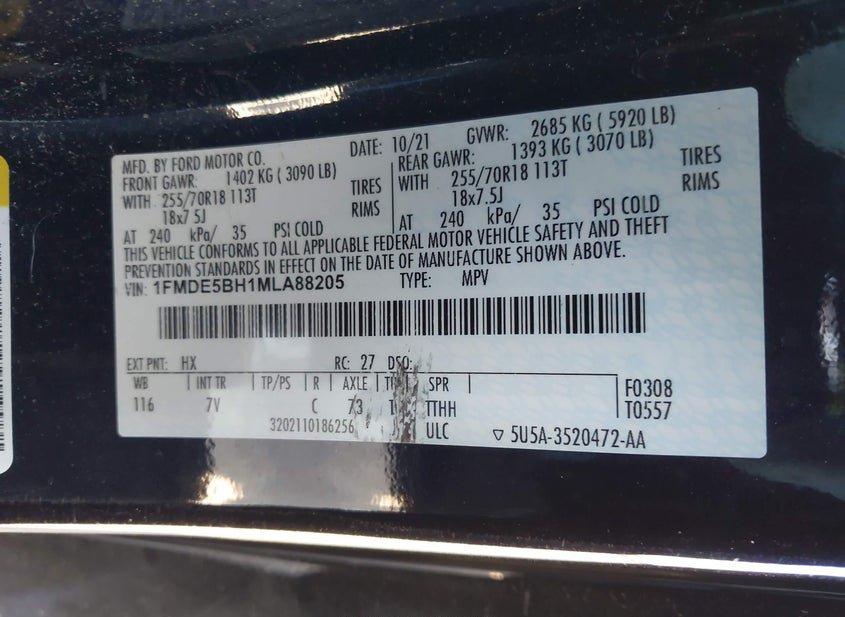 MFD. BY FORD MOTOR CO.
DATE: 10/21 GVWR: 2685 KG ( 5920 LB)
FRONT GAWR: 1402 KG ( 3090 LB)
REAR GAWR: 1393 KG ( 3070 LB)
WITH 255/70R18 113T TIRES
WITH 255/70R18 113T TIRES
18x7.5J RIMS
18x7.5J RIMS
AT 240 kPa/ 35 PSI COLD
AT 240 kPa/ 35 PSI COLD
THIS VEHICLE CONFORMS TO ALL APPLICABLE FEDERAL MOTOR VEHICLE SAFETY AND THEFT
PREVENTION STANDARDS IN EFFECT ON THE DATE OF MANUFACTURE SHOWN ABOVE.
VIN: 1FMDE5BH1MLA88205 TYPE: MPV
EXT PNT: HX RC: 27 DSO:
WB INT TR TP/PS R AXLE SPR F0308
116 7V C 73 TTHH T0557
3202110186256 ULC ▽ 5U5A-3520472-AA